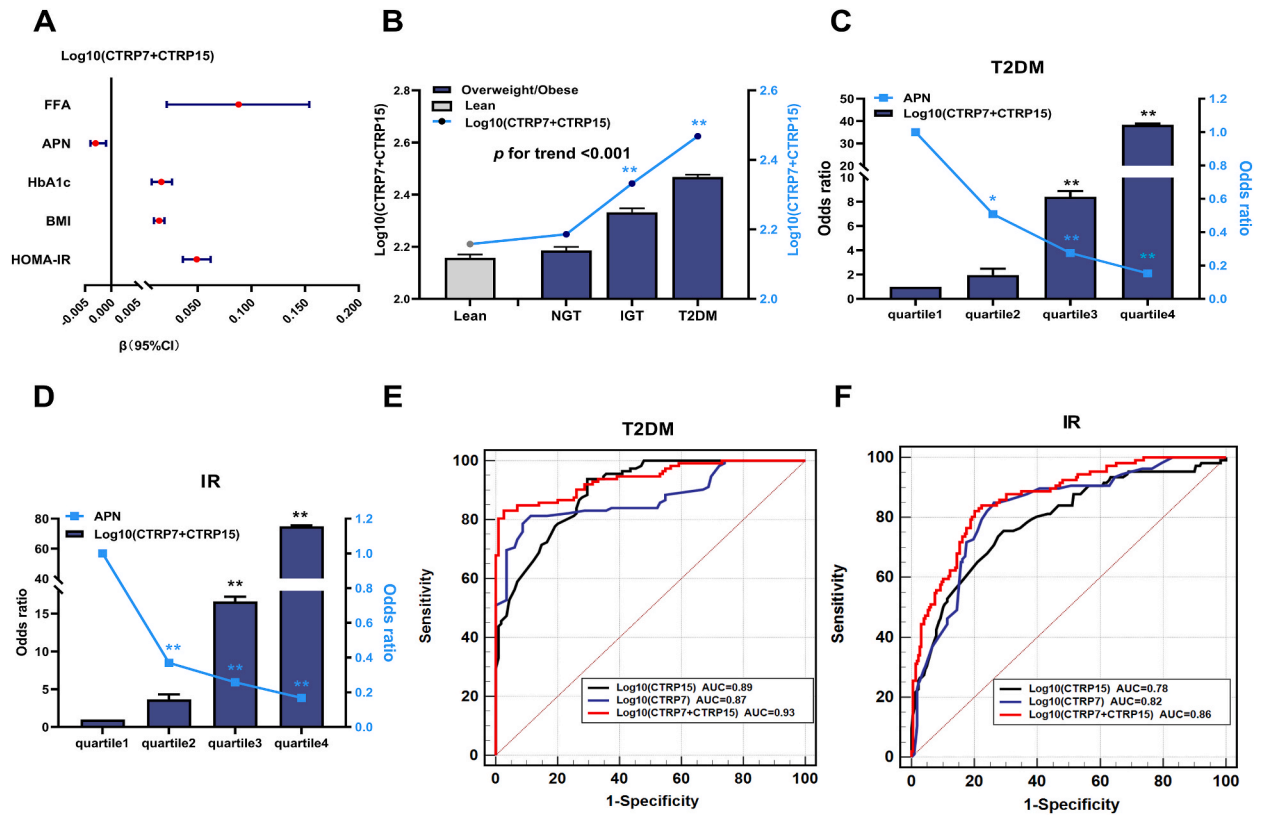 A
Log10(CTRP7+CTRP15)
FFA
APN
HbA1c
BMI
HOMA-IR
-0.005
0.000
0.005
0.050
0.100
0.150
0.200
β(95%CI)
B
Overweight/Obese
Lean
Log10(CTRP7+CTRP15)
p for trend <0.001
Log10(CTRP7+CTRP15)
2.8
2.6
2.4
2.2
2.0
**
**
2.6
2.4
2.2
2.0
Log10(CTRP7+CTRP15)
Lean
NGT
IGT
T2DM
C
T2DM
APN
Log10(CTRP7+CTRP15)
Odds ratio
50
40
30
20
10
8
6
4
2
0
*
**
**
**
**
1.2
1.0
0.8
0.6
0.4
0.2
0.0
Odds ratio
quartile1
quartile2
quartile3
quartile4
D
IR
APN
Log10(CTRP7+CTRP15)
Odds ratio
80
60
40
15
10
5
0
**
**
**
**
**
1.2
1.0
0.8
0.6
0.4
0.2
0.0
Odds ratio
quartile1
quartile2
quartile3
quartile4
E
T2DM
Sensitivity
100
80
60
40
20
0
Log10(CTRP15) AUC=0.89
Log10(CTRP7) AUC=0.87
Log10(CTRP7+CTRP15) AUC=0.93
0
20
40
60
80
100
1-Specificity
F
IR
Sensitivity
100
80
60
40
20
0
Log10(CTRP15) AUC=0.78
Log10(CTRP7) AUC=0.82
Log10(CTRP7+CTRP15) AUC=0.86
0
20
40
60
80
100
1-Specificity